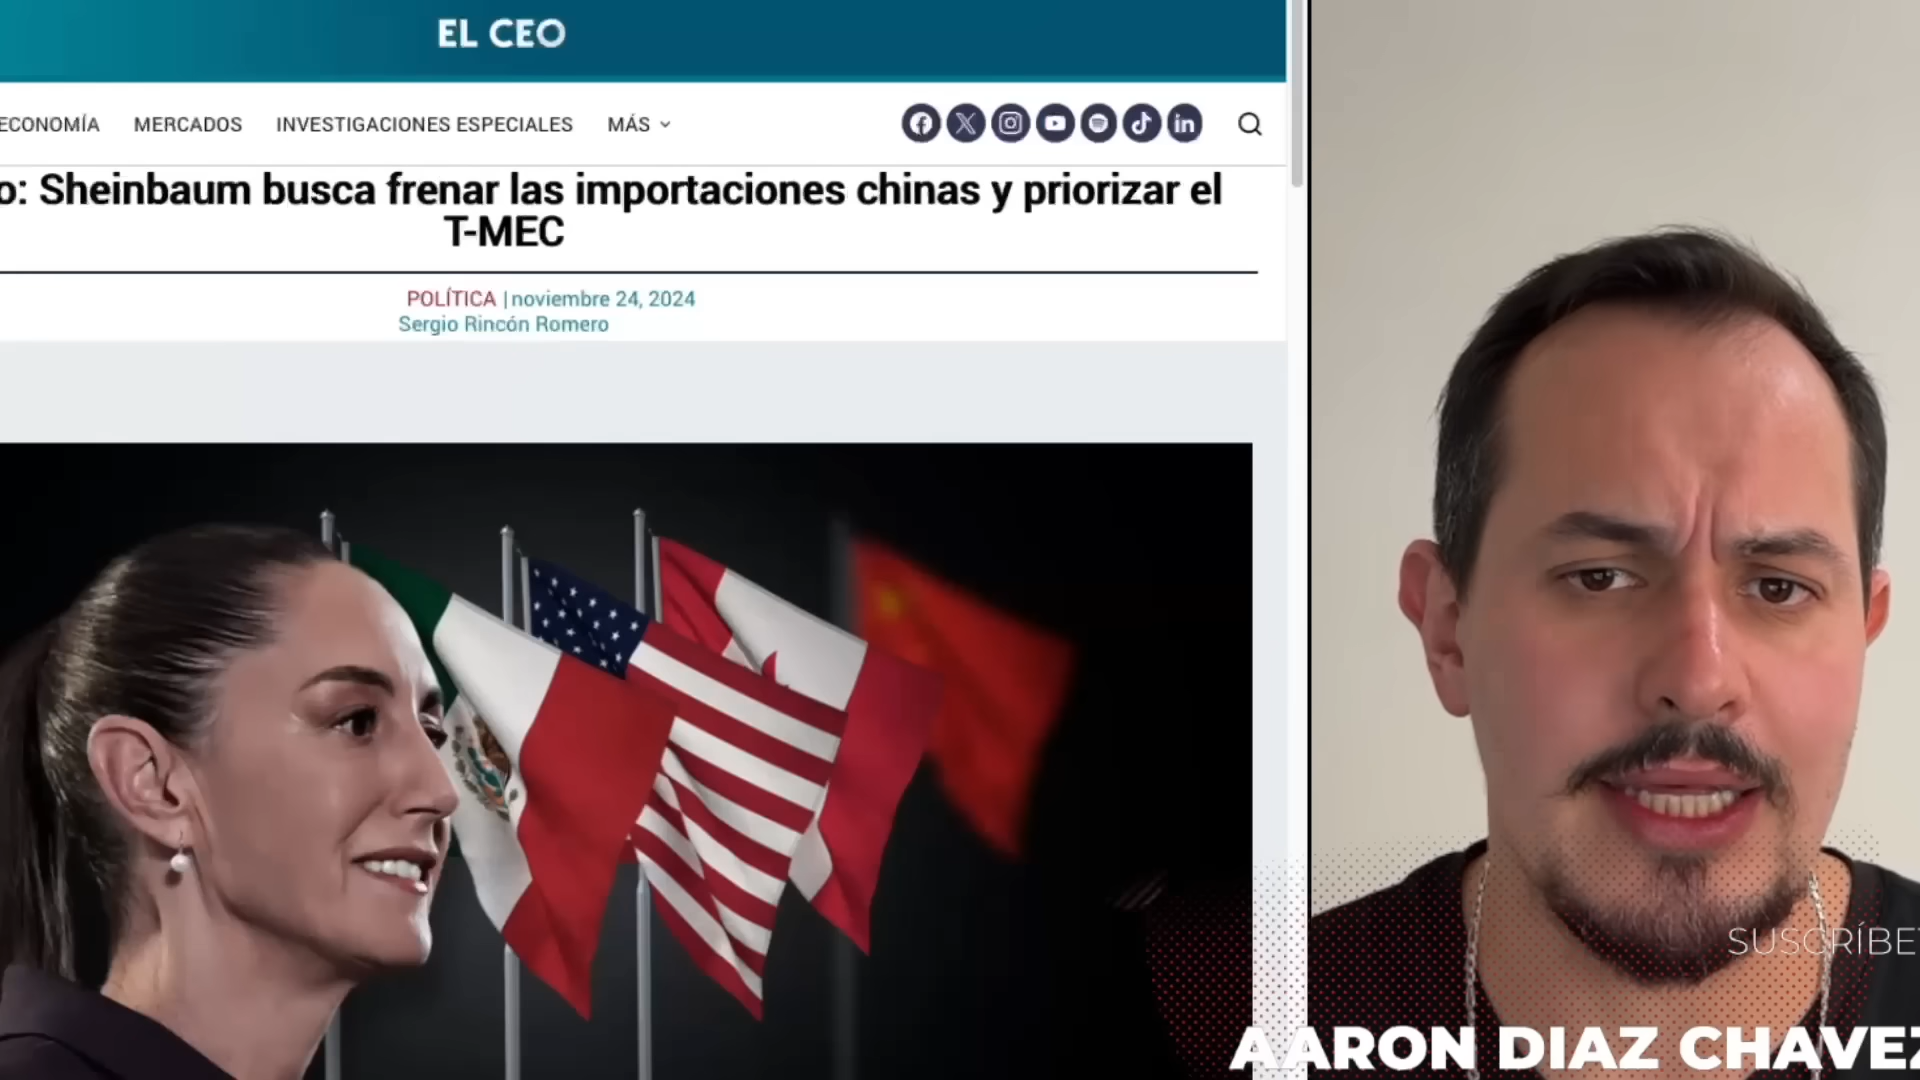 EL CEO
ECONOMÍA MERCADOS INVESTIGACIONES ESPECIALES MÁS
o: Sheinbaum busca frenar las importaciones chinas y priorizar el
T-MEC
POLÍTICA | noviembre 24, 2024
Sergio Rincón Romero
SUSCRÍBE
AARON DIAZ CHAVEZ